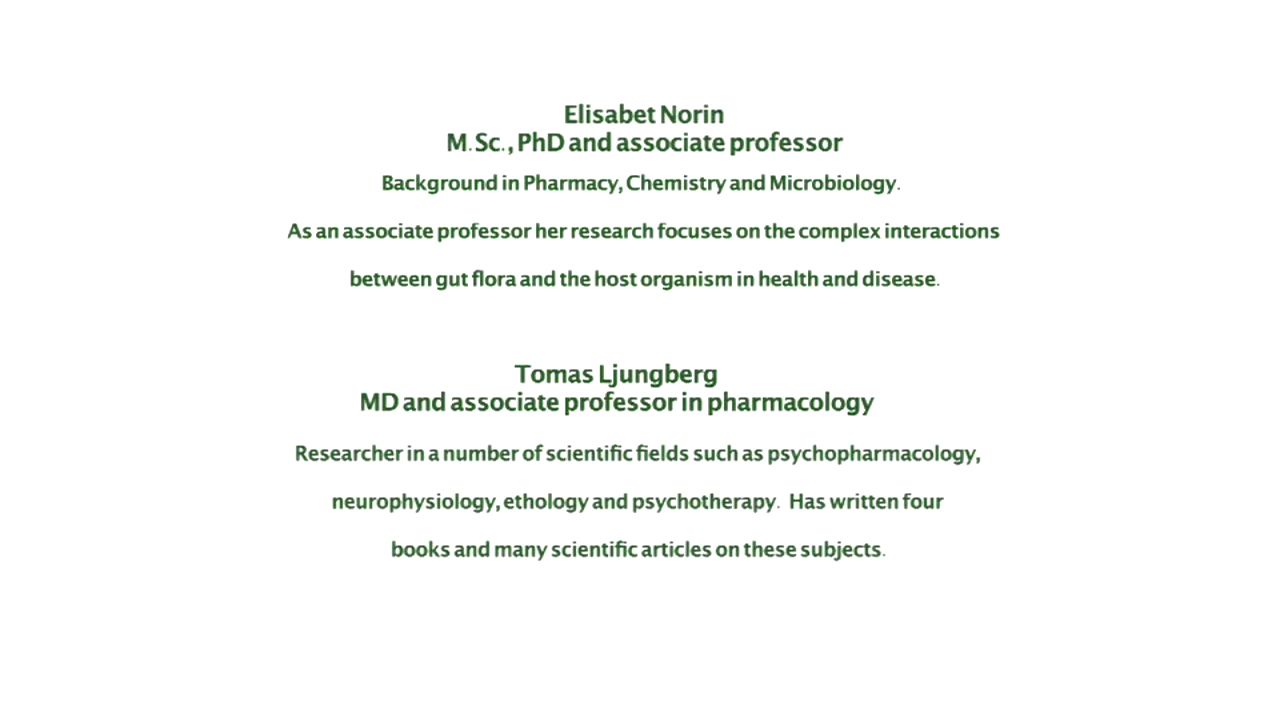 Elisabet Norin
M.Sc., PhD and associate professor
Background in Pharmacy, Chemistry and Microbiology.
As an associate professor her research focuses on the complex interactions
between gut flora and the host organism in health and disease.
Tomas Ljungberg
MD and associate professor in pharmacology
Researcher in a number of scientific fields such as psychopharmacology,
neurophysiology, ethology and psychotherapy. Has written four
books and many scientific articles on these subjects.